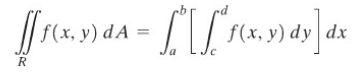 ∬_R f(x, y) dA = ∫_a^b [ ∫_c^d f(x, y) dy ] dx